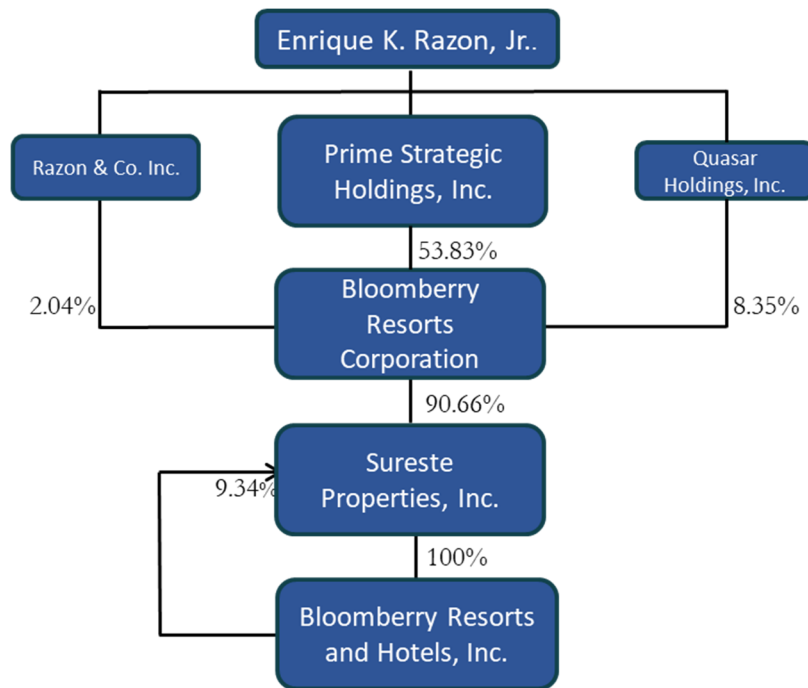 Enrique K. Razon, Jr..
Razon & Co. Inc.
Prime Strategic
Holdings, Inc.
Quasar
Holdings, Inc.
53.83%
2.04%
Bloomberry
Resorts
Corporation
8.35%
90.66%
Sureste
Properties, Inc.
9.34%
100%
Bloomberry Resorts
and Hotels, Inc.